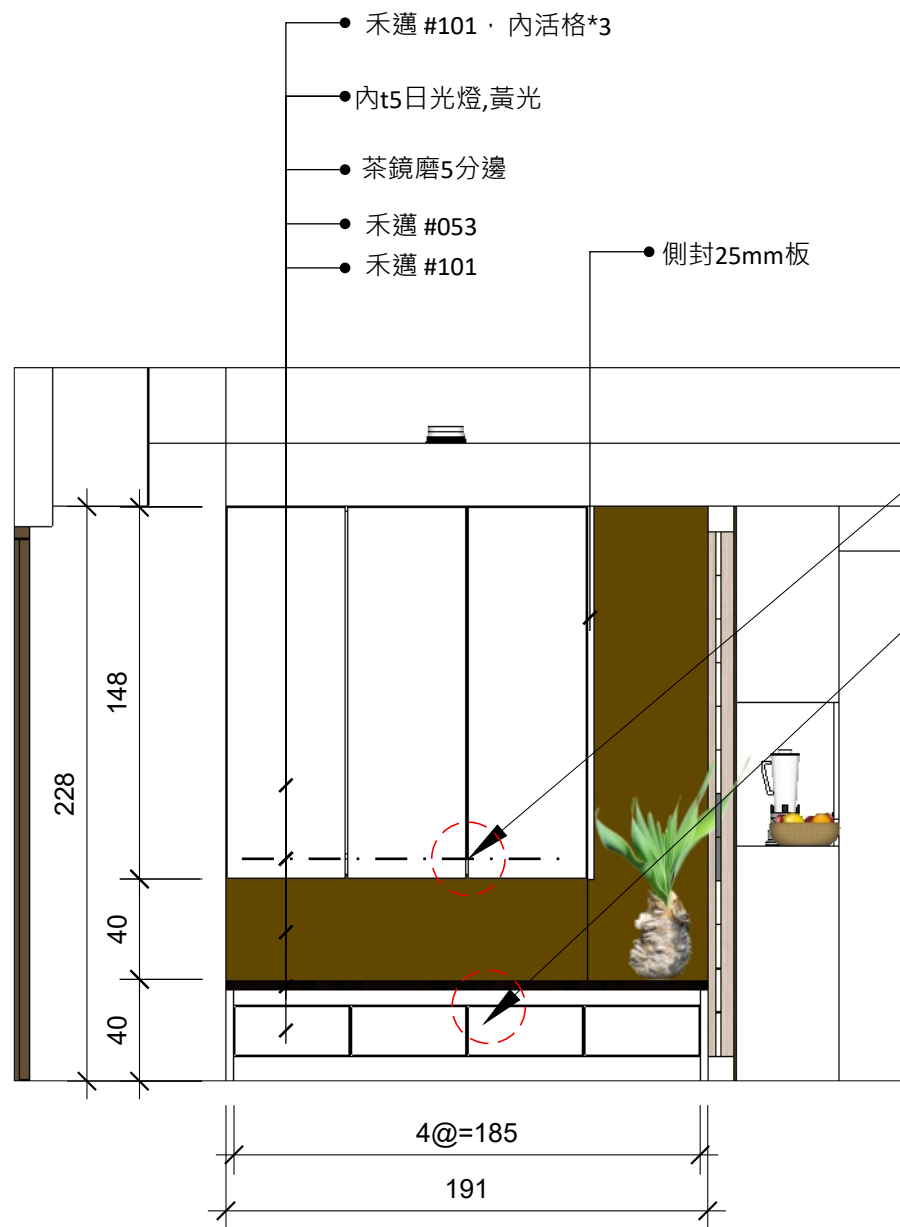 禾邁 #101，內活格*3
內t5日光燈,黃光
茶鏡磨5分邊
禾邁 #053
禾邁 #101
側封25mm板
228
148
40
40
4@=185
191